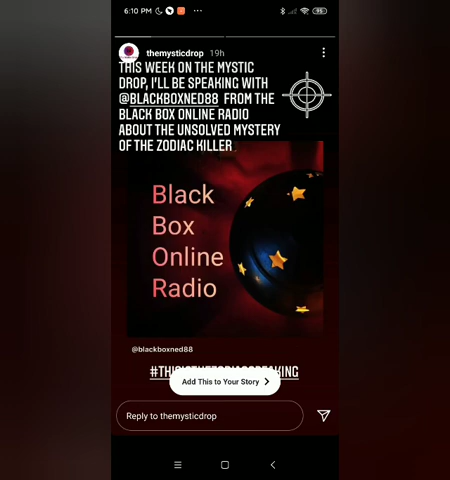 6:10 PM
95
themysticdrop 19h
THIS WEEK ON THE MYSTIC
DROP, I'LL BE SPEAKING WITH
@BLACKBOXNED88 FROM THE
BLACK BOX ONLINE RADIO
ABOUT THE UNSOLVED MYSTERY
OF THE ZODIAC KILLER
Black
Box
Online
Radio
@blackboxned88
Add This to Your Story
Reply to themysticdrop